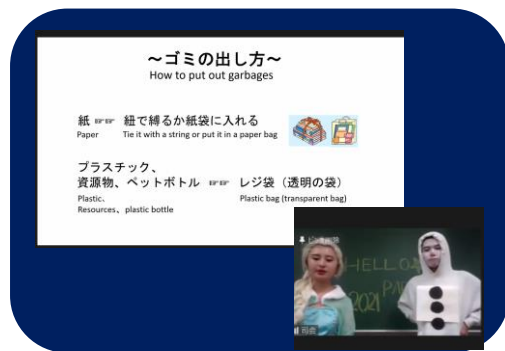 ～ゴミの出し方～
How to put out garbages
紙 ☞☞ 紐で縛るか紙袋に入れる
Paper Tie it with a string or put it in a paper bag
プラスチック、
資源物、ペットボトル ☞☞ レジ袋（透明の袋）
Plastic、 Plastic bag (transparent bag)
Resources、plastic bottle
HELLO
2021 PAR
司会